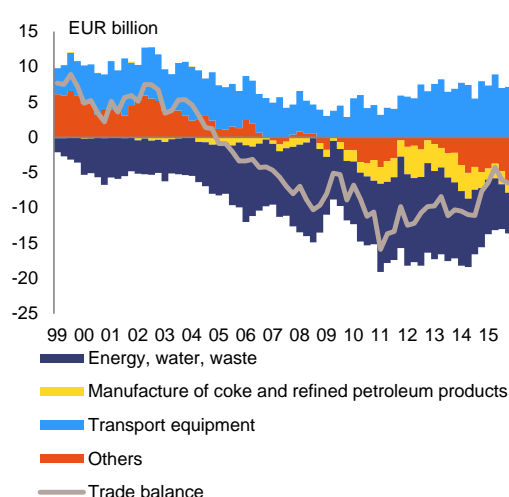 EUR billion
15
10
5
0
-5
-10
-15
-20
-25
99 00 01 02 03 04 05 06 07 08 09 10 11 12 13 14 15
Energy, water, waste
Manufacture of coke and refined petroleum products
Transport equipment
Others
Trade balance